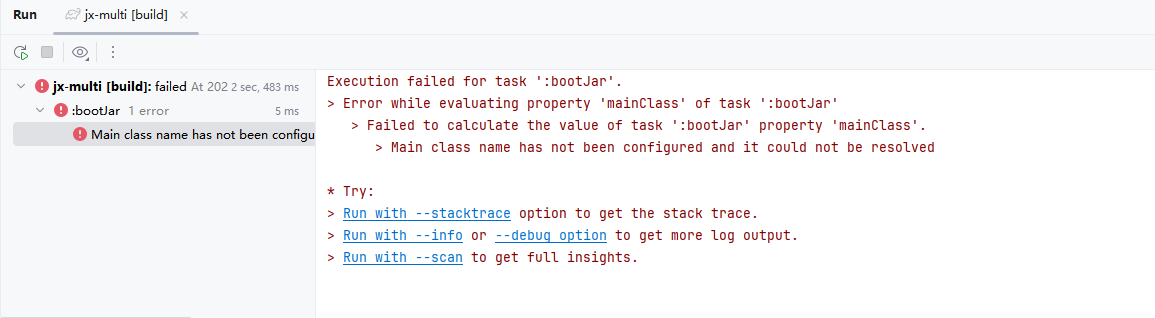 Run jx-multi [build]
jx-multi [build]: failed At 202 2 sec, 483 ms
:bootJar 1 error 5 ms
Main class name has not been configu
Execution failed for task ':bootJar'.
> Error while evaluating property 'mainClass' of task ':bootJar'
> Failed to calculate the value of task ':bootJar' property 'mainClass'.
> Main class name has not been configured and it could not be resolved
* Try:
> Run with --stacktrace option to get the stack trace.
> Run with --info or --debug option to get more log output.
> Run with --scan to get full insights.